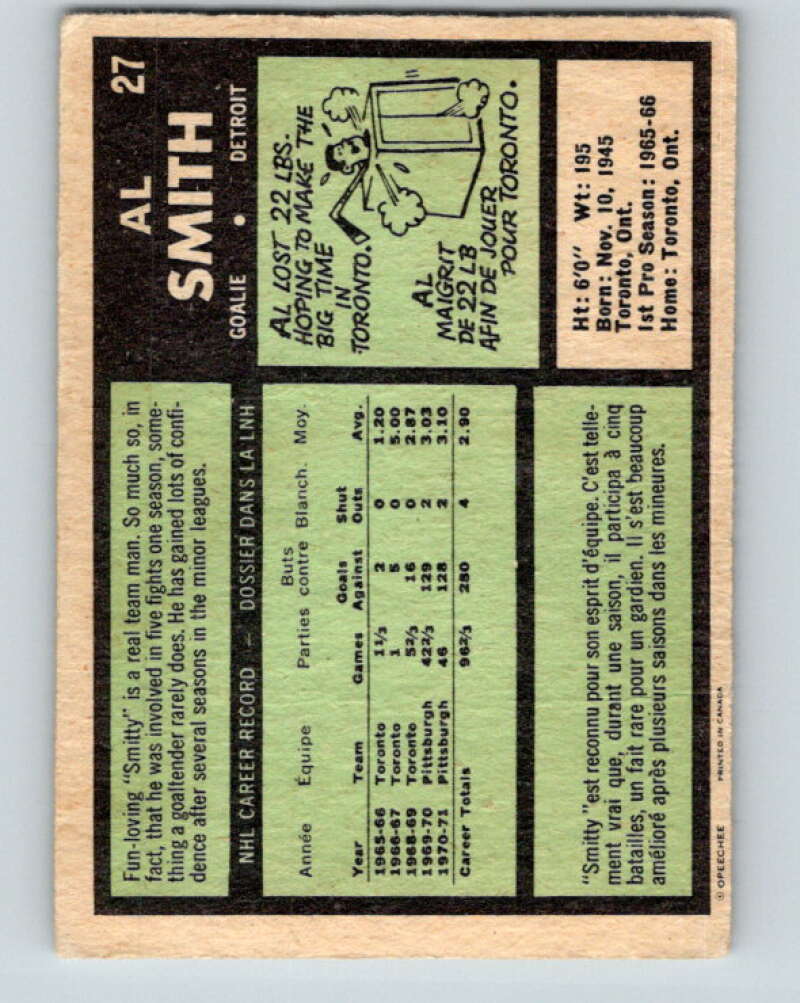 AL 27
SMITH
GOALIE • DETROIT
Fun-loving "Smitty" is a real team man. So much so, in
fact, that he was involved in five fights one season, some-
thing a goaltender rarely does. He has gained lots of confi-
dence after several seasons in the minor leagues.
NHL CAREER RECORD – DOSSIER DANS LA LNH
Buts
Année Équipe Parties contre Blanch. Moy.
Goals Shut
Year Team Games Against Outs Avg.
1965-66 Toronto 1⅓ 2 0 1.20
1966-67 Toronto 1 5 0 5.00
1968-69 Toronto 5⅔ 16 0 2.87
1969-70 Pittsburgh 42⅔ 129 2 3.03
1970-71 Pittsburgh 46 128 2 3.10
Career Totals 96⅔ 280 4 2.90
AL LOST 22 LBS.
HOPING TO MAKE THE
BIG TIME
IN
TORONTO.
AL
MAIGRIT
DE 22 LB
AFIN DE JOUER
POUR TORONTO.
"Smitty" est reconnu pour son esprit d'équipe. C'est telle-
ment vrai que, durant une saison, il participa à cinq
batailles, un fait rare pour un gardien. Il s'est beaucoup
amélioré après plusieurs saisons dans les mineures.
Ht: 6'0" Wt: 195
Born: Nov. 10, 1945
Toronto, Ont.
1st Pro Season: 1965-66
Home: Toronto, Ont.
© OPEECHEE PRINTED IN CANADA